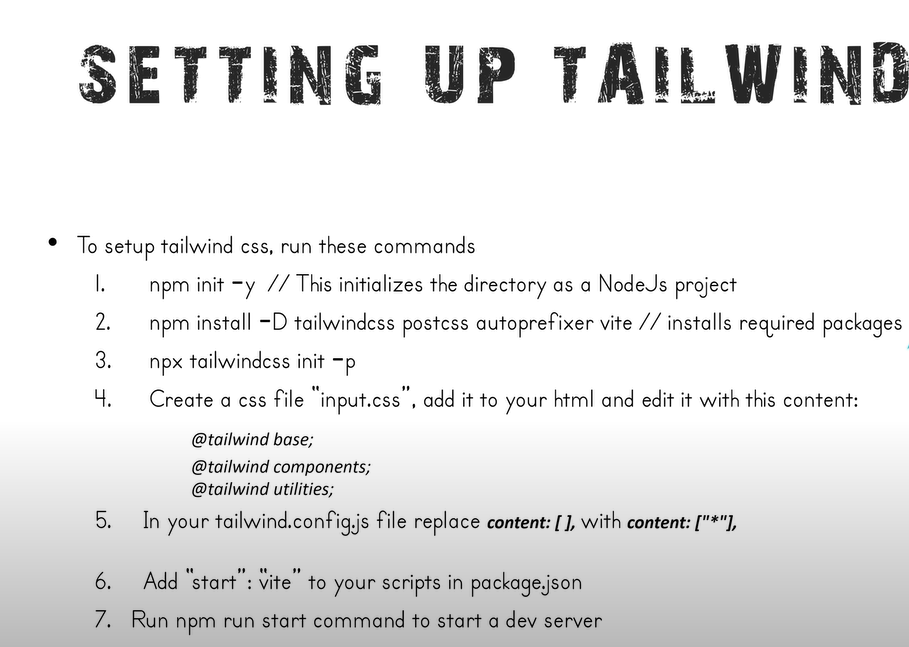 SETTING UP TAILWIND
• To setup tailwind css, run these commands
1. npm init -y // This initializes the directory as a NodeJs project
2. npm install -D tailwindcss postcss autoprefixer vite // installs required packages
3. npx tailwindcss init -p
4. Create a css file “input.css”, add it to your html and edit it with this content:
@tailwind base;
@tailwind components;
@tailwind utilities;
5. In your tailwind.config.js file replace content: [ ], with content: ["*"],
6. Add “start”: “vite” to your scripts in package.json
7. Run npm run start command to start a dev server